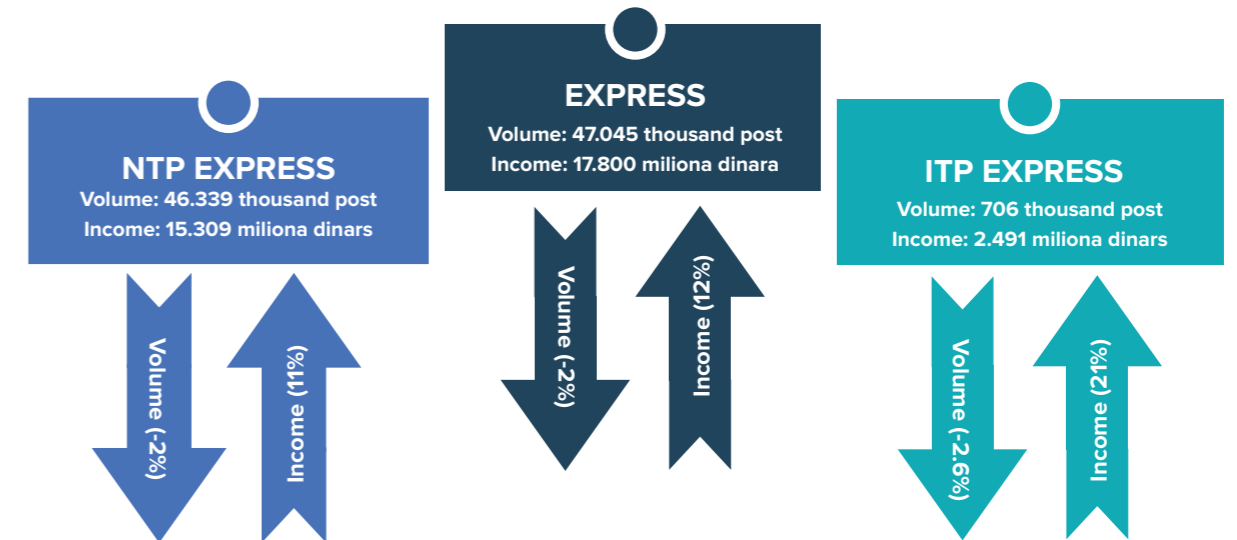 NTP EXPRESS
Volume: 46.339 thousand post
Income: 15.309 miliona dinars
Volume (-2%)
Income (11%)
EXPRESS
Volume: 47.045 thousand post
Income: 17.800 miliona dinara
Volume (-2%)
Income (12%)
ITP EXPRESS
Volume: 706 thousand post
Income: 2.491 miliona dinars
Volume (-2.6%)
Income (21%)